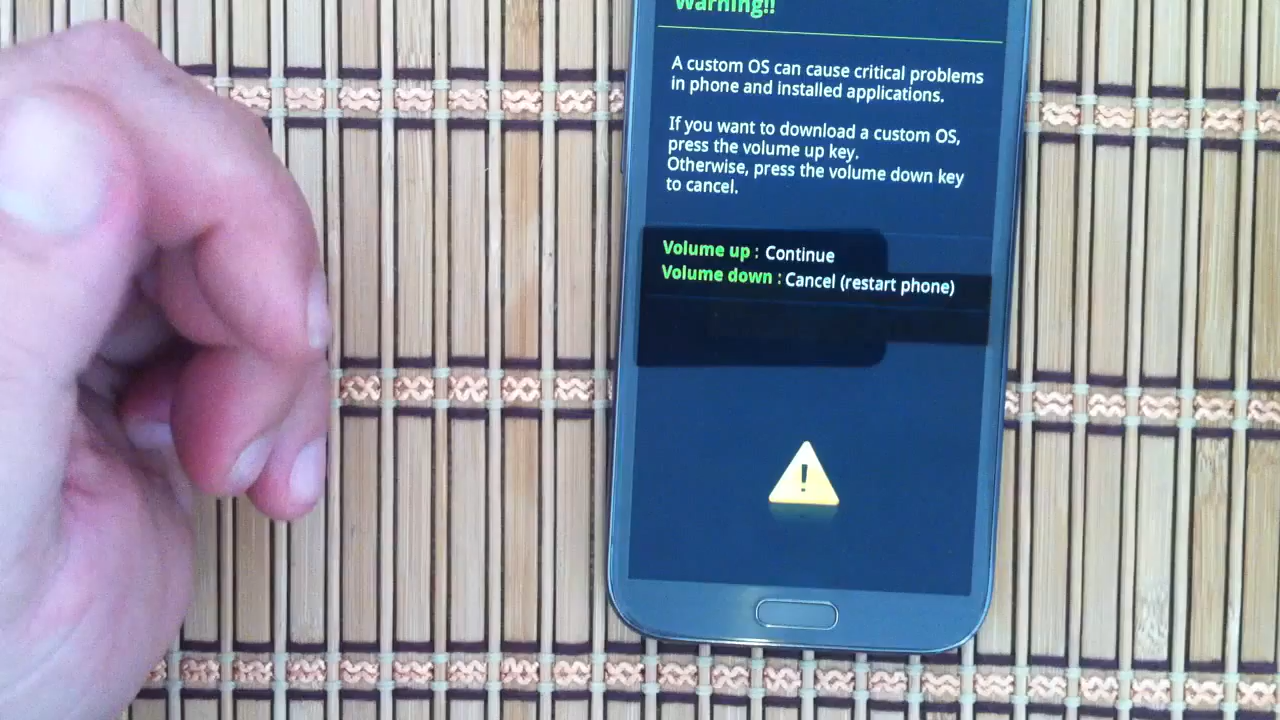 Warning!!
A custom OS can cause critical problems
in phone and installed applications.
If you want to download a custom OS,
press the volume up key.
Otherwise, press the volume down key
to cancel.
Volume up : Continue
Volume down : Cancel (restart phone)